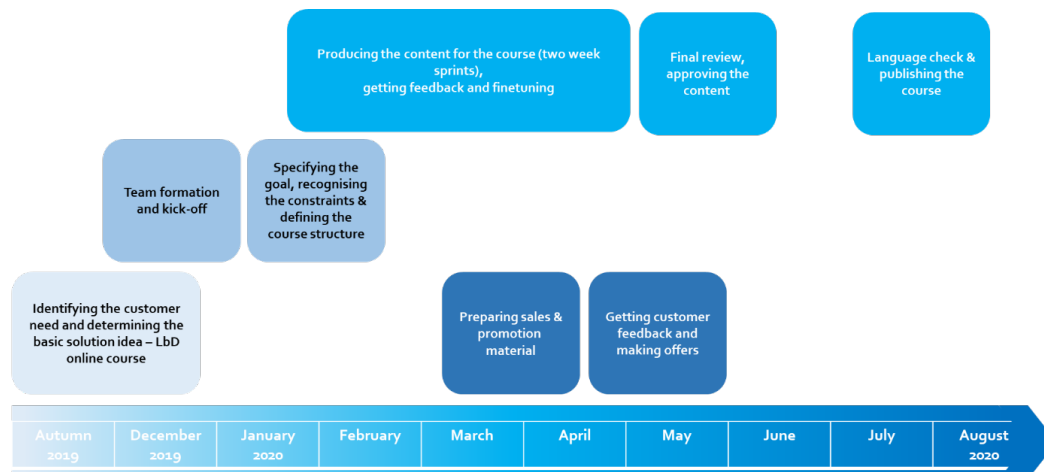 Producing the content for the course (two week
sprints),
getting feedback and finetuning
Final review,
approving the
content
Language check &
publishing the
course
Team formation
and kick-off
Specifying the
goal, recognising
the constraints &
defining the
course structure
Identifying the customer
need and determining the
basic solution idea – LbD
online course
Preparing sales &
promotion
material
Getting customer
feedback and
making offers
Autumn
2019
December
2019
January
2020
February
March
April
May
June
July
August
2020